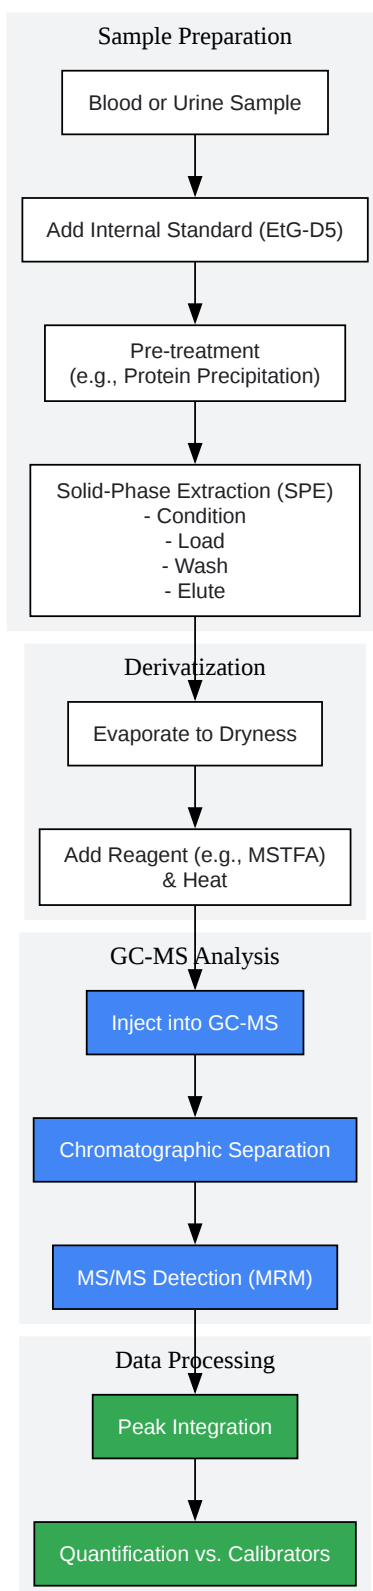 Sample Preparation
Blood or Urine Sample
Add Internal Standard (EtG-D5)
Pre-treatment
(e.g., Protein Precipitation)
Solid-Phase Extraction (SPE)
- Condition
- Load
- Wash
- Elute
Derivatization
Evaporate to Dryness
Add Reagent (e.g., MSTFA)
& Heat
GC-MS Analysis
Inject into GC-MS
Chromatographic Separation
MS/MS Detection (MRM)
Data Processing
Peak Integration
Quantification vs. Calibrators